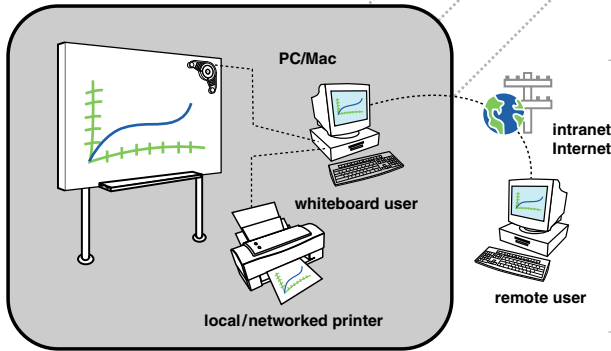 PC/Mac
intranet
Internet
whiteboard user
remote user
local/networked printer